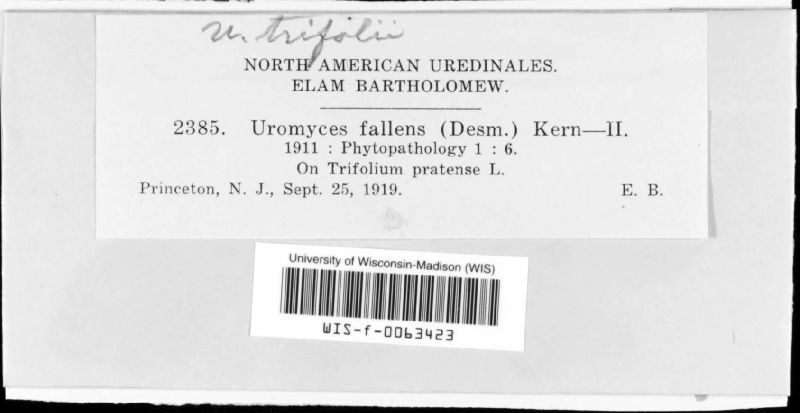 U. trifolii
NORTH AMERICAN UREDINALES.
ELAM BARTHOLOMEW.
2385. Uromyces fallens (Desm.) Kern—II.
1911 : Phytopathology 1 : 6.
On Trifolium pratense L.
Princeton, N. J., Sept. 25, 1919. E. B.
University of Wisconsin-Madison (WIS)
WIS-f-0063423